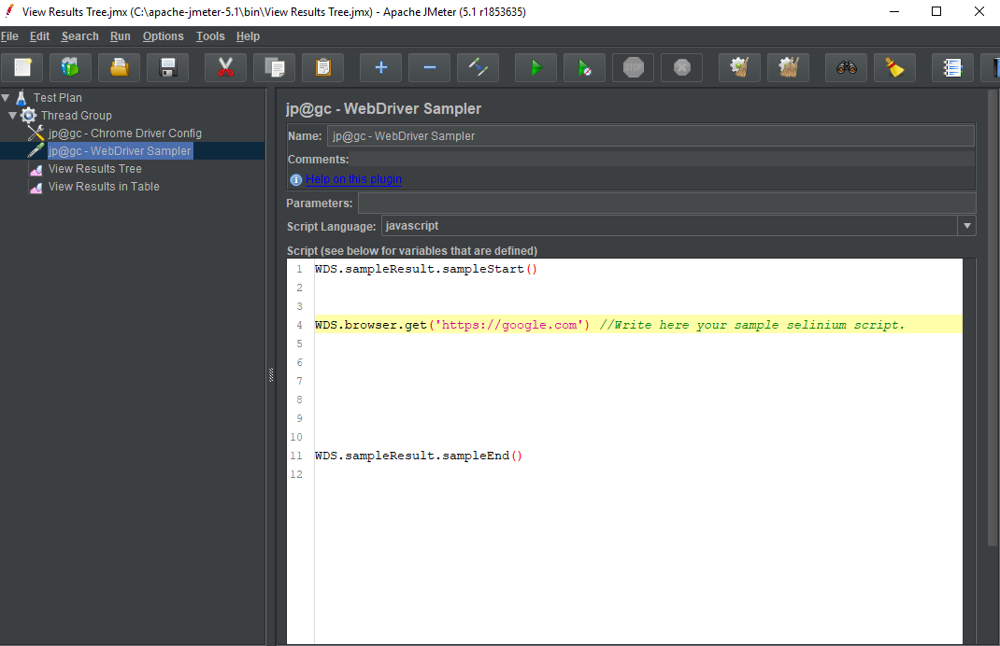 View Results Tree.jmx (C:\apache-jmeter-5.1\bin\View Results Tree.jmx) - Apache JMeter (5.1 r1853635)
File Edit Search Run Options Tools Help
STOP
Test Plan
Thread Group
jp@gc - Chrome Driver Config
jp@gc - WebDriver Sampler
View Results Tree
View Results in Table
jp@gc - WebDriver Sampler
Name: jp@gc - WebDriver Sampler
Comments:
Help on this plugin
Parameters:
Script Language: javascript
Script (see below for variables that are defined)
1 WDS.sampleResult.sampleStart()
2
3
4 WDS.browser.get('https://google.com') //Write here your sample selinium script.
5
6
7
8
9
10
11 WDS.sampleResult.sampleEnd()
12